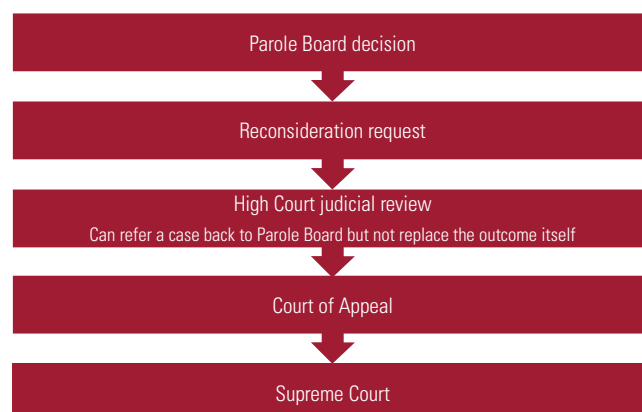 Parole Board decision
Reconsideration request
High Court judicial review
Can refer a case back to Parole Board but not replace the outcome itself
Court of Appeal
Supreme Court